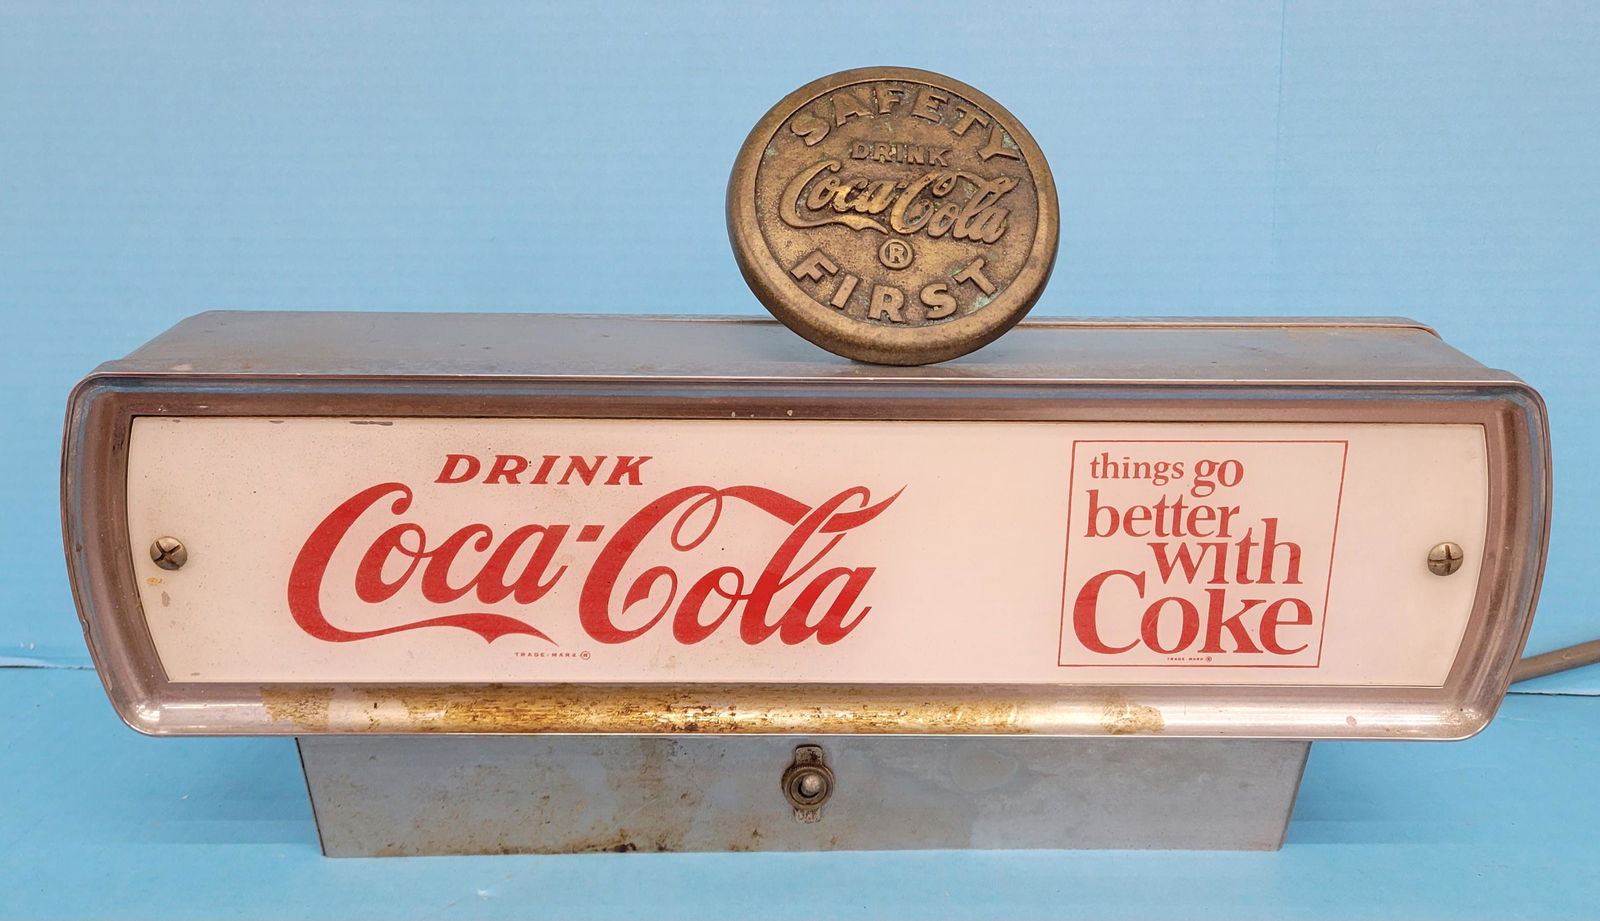 SAFETY
DRINK
Coca-Cola
®
FIRST
DRINK
Coca-Cola
TRADE-MARK ®
things go
better
with
Coke
TRADE-MARK ®